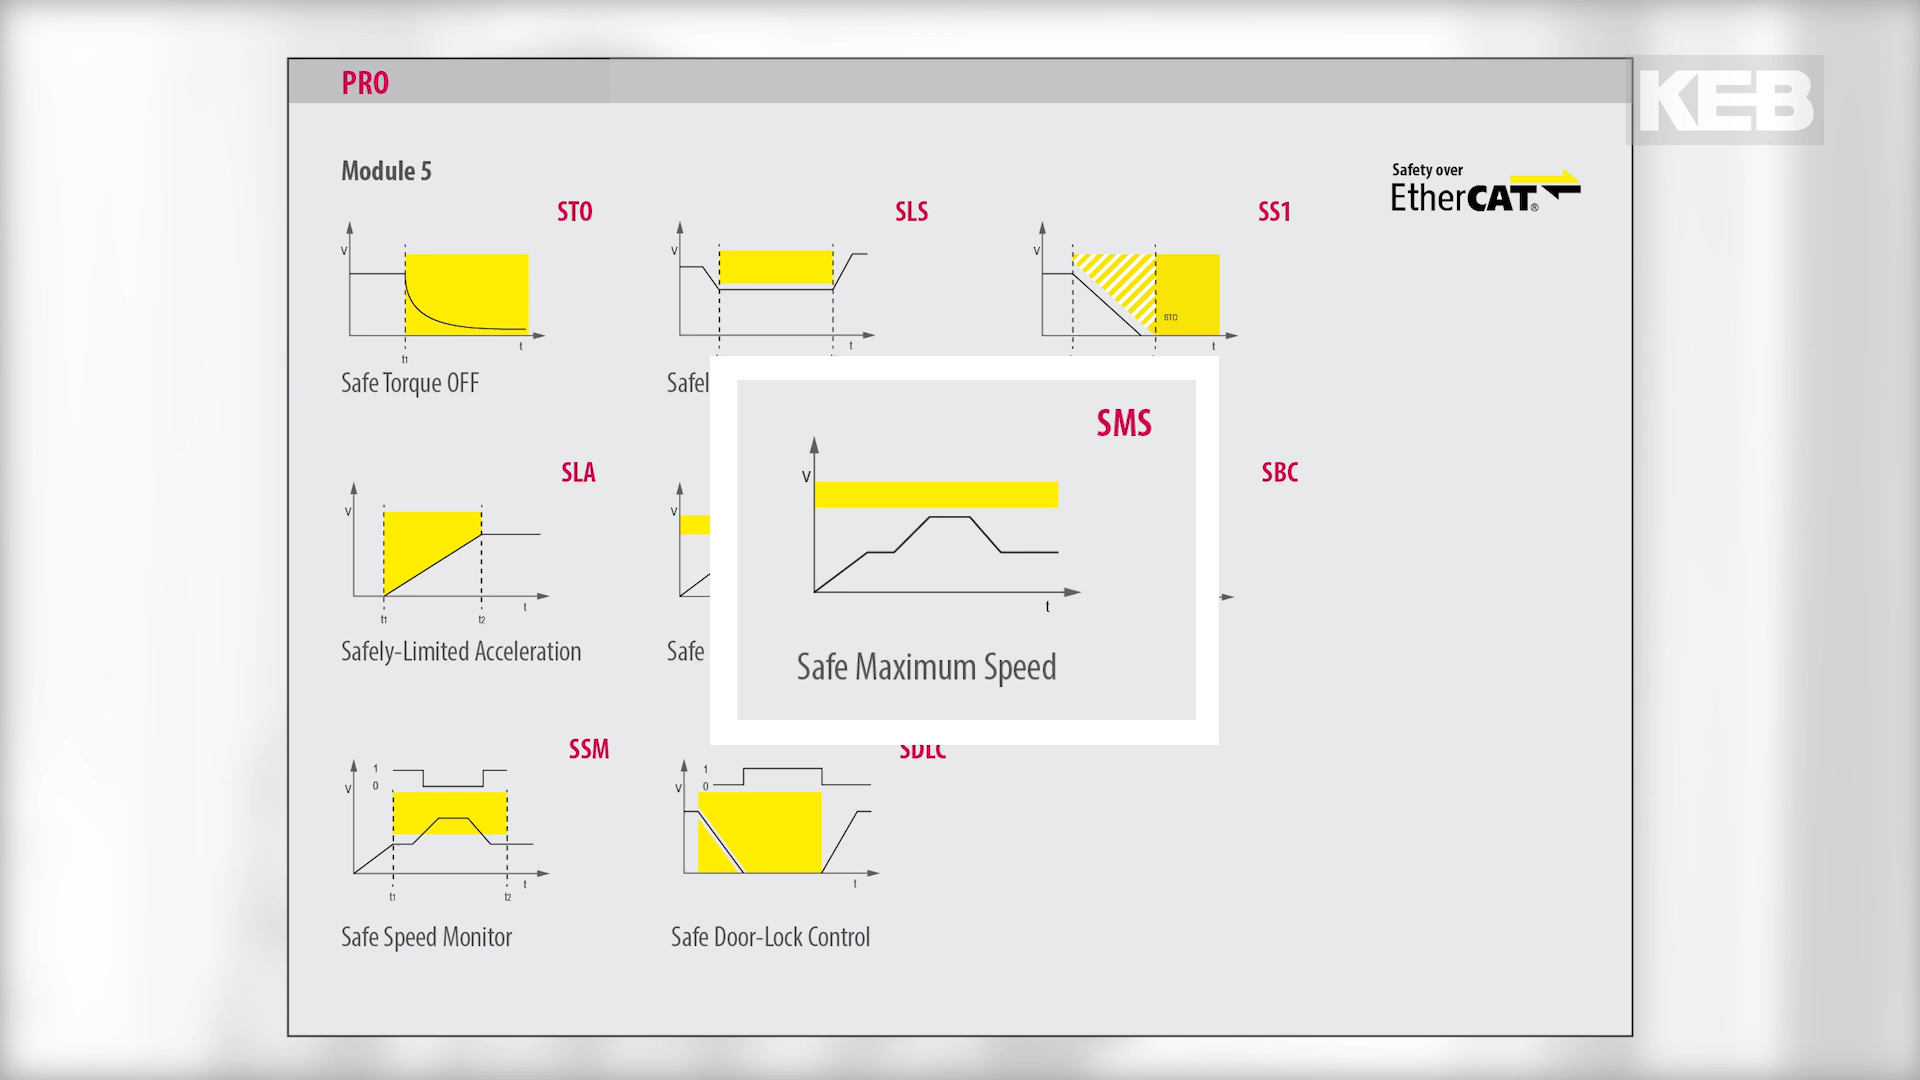 PRO
KEB
Module 5
Safety over
EtherCAT®
STO
V
t
t1
Safe Torque OFF
SLS
V
t
SS1
V
STO
t
SLA
V
t
t1
t2
Safely-Limited Acceleration
V
Safe
SMS
V
t
Safe Maximum Speed
SBC
SSM
1
0
V
t
t1
t2
Safe Speed Monitor
SDLC
1
0
V
t
Safe Door-Lock Control